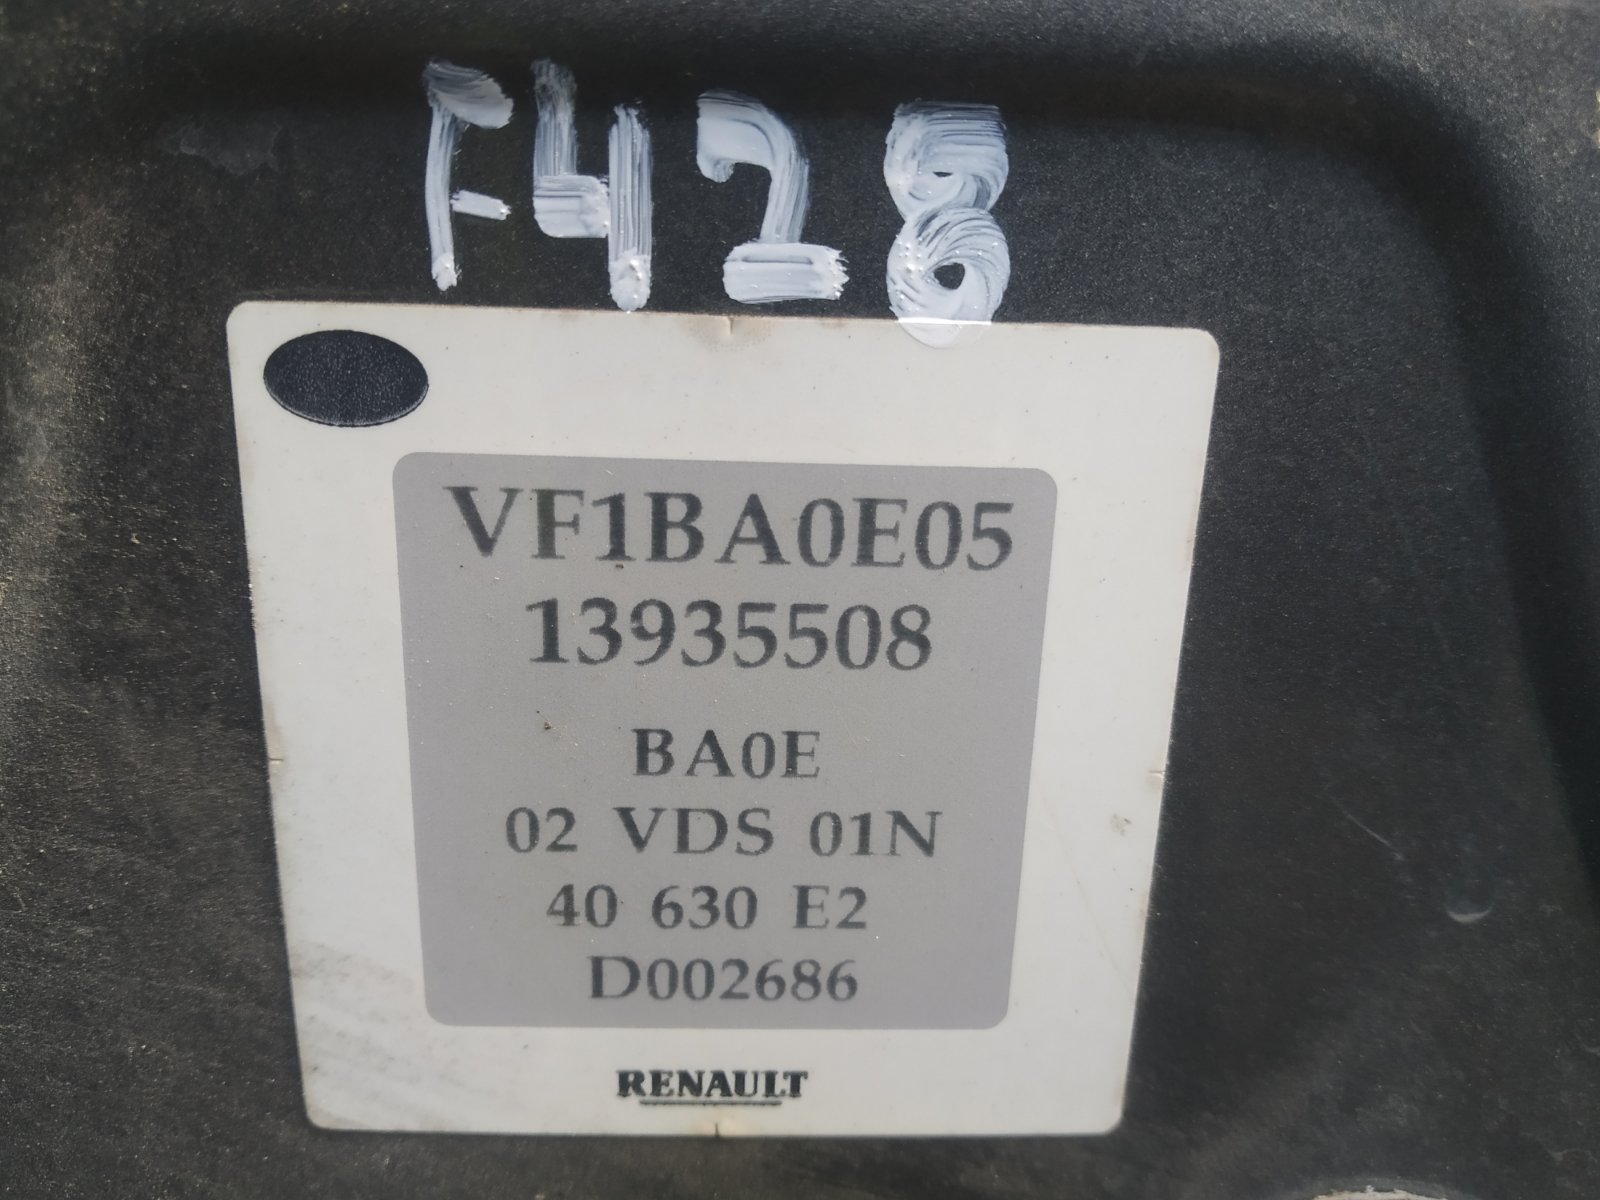 F428
VF1BA0E05
13935508
BA0E
02 VDS 01N
40 630 E2
D002686
RENAULT